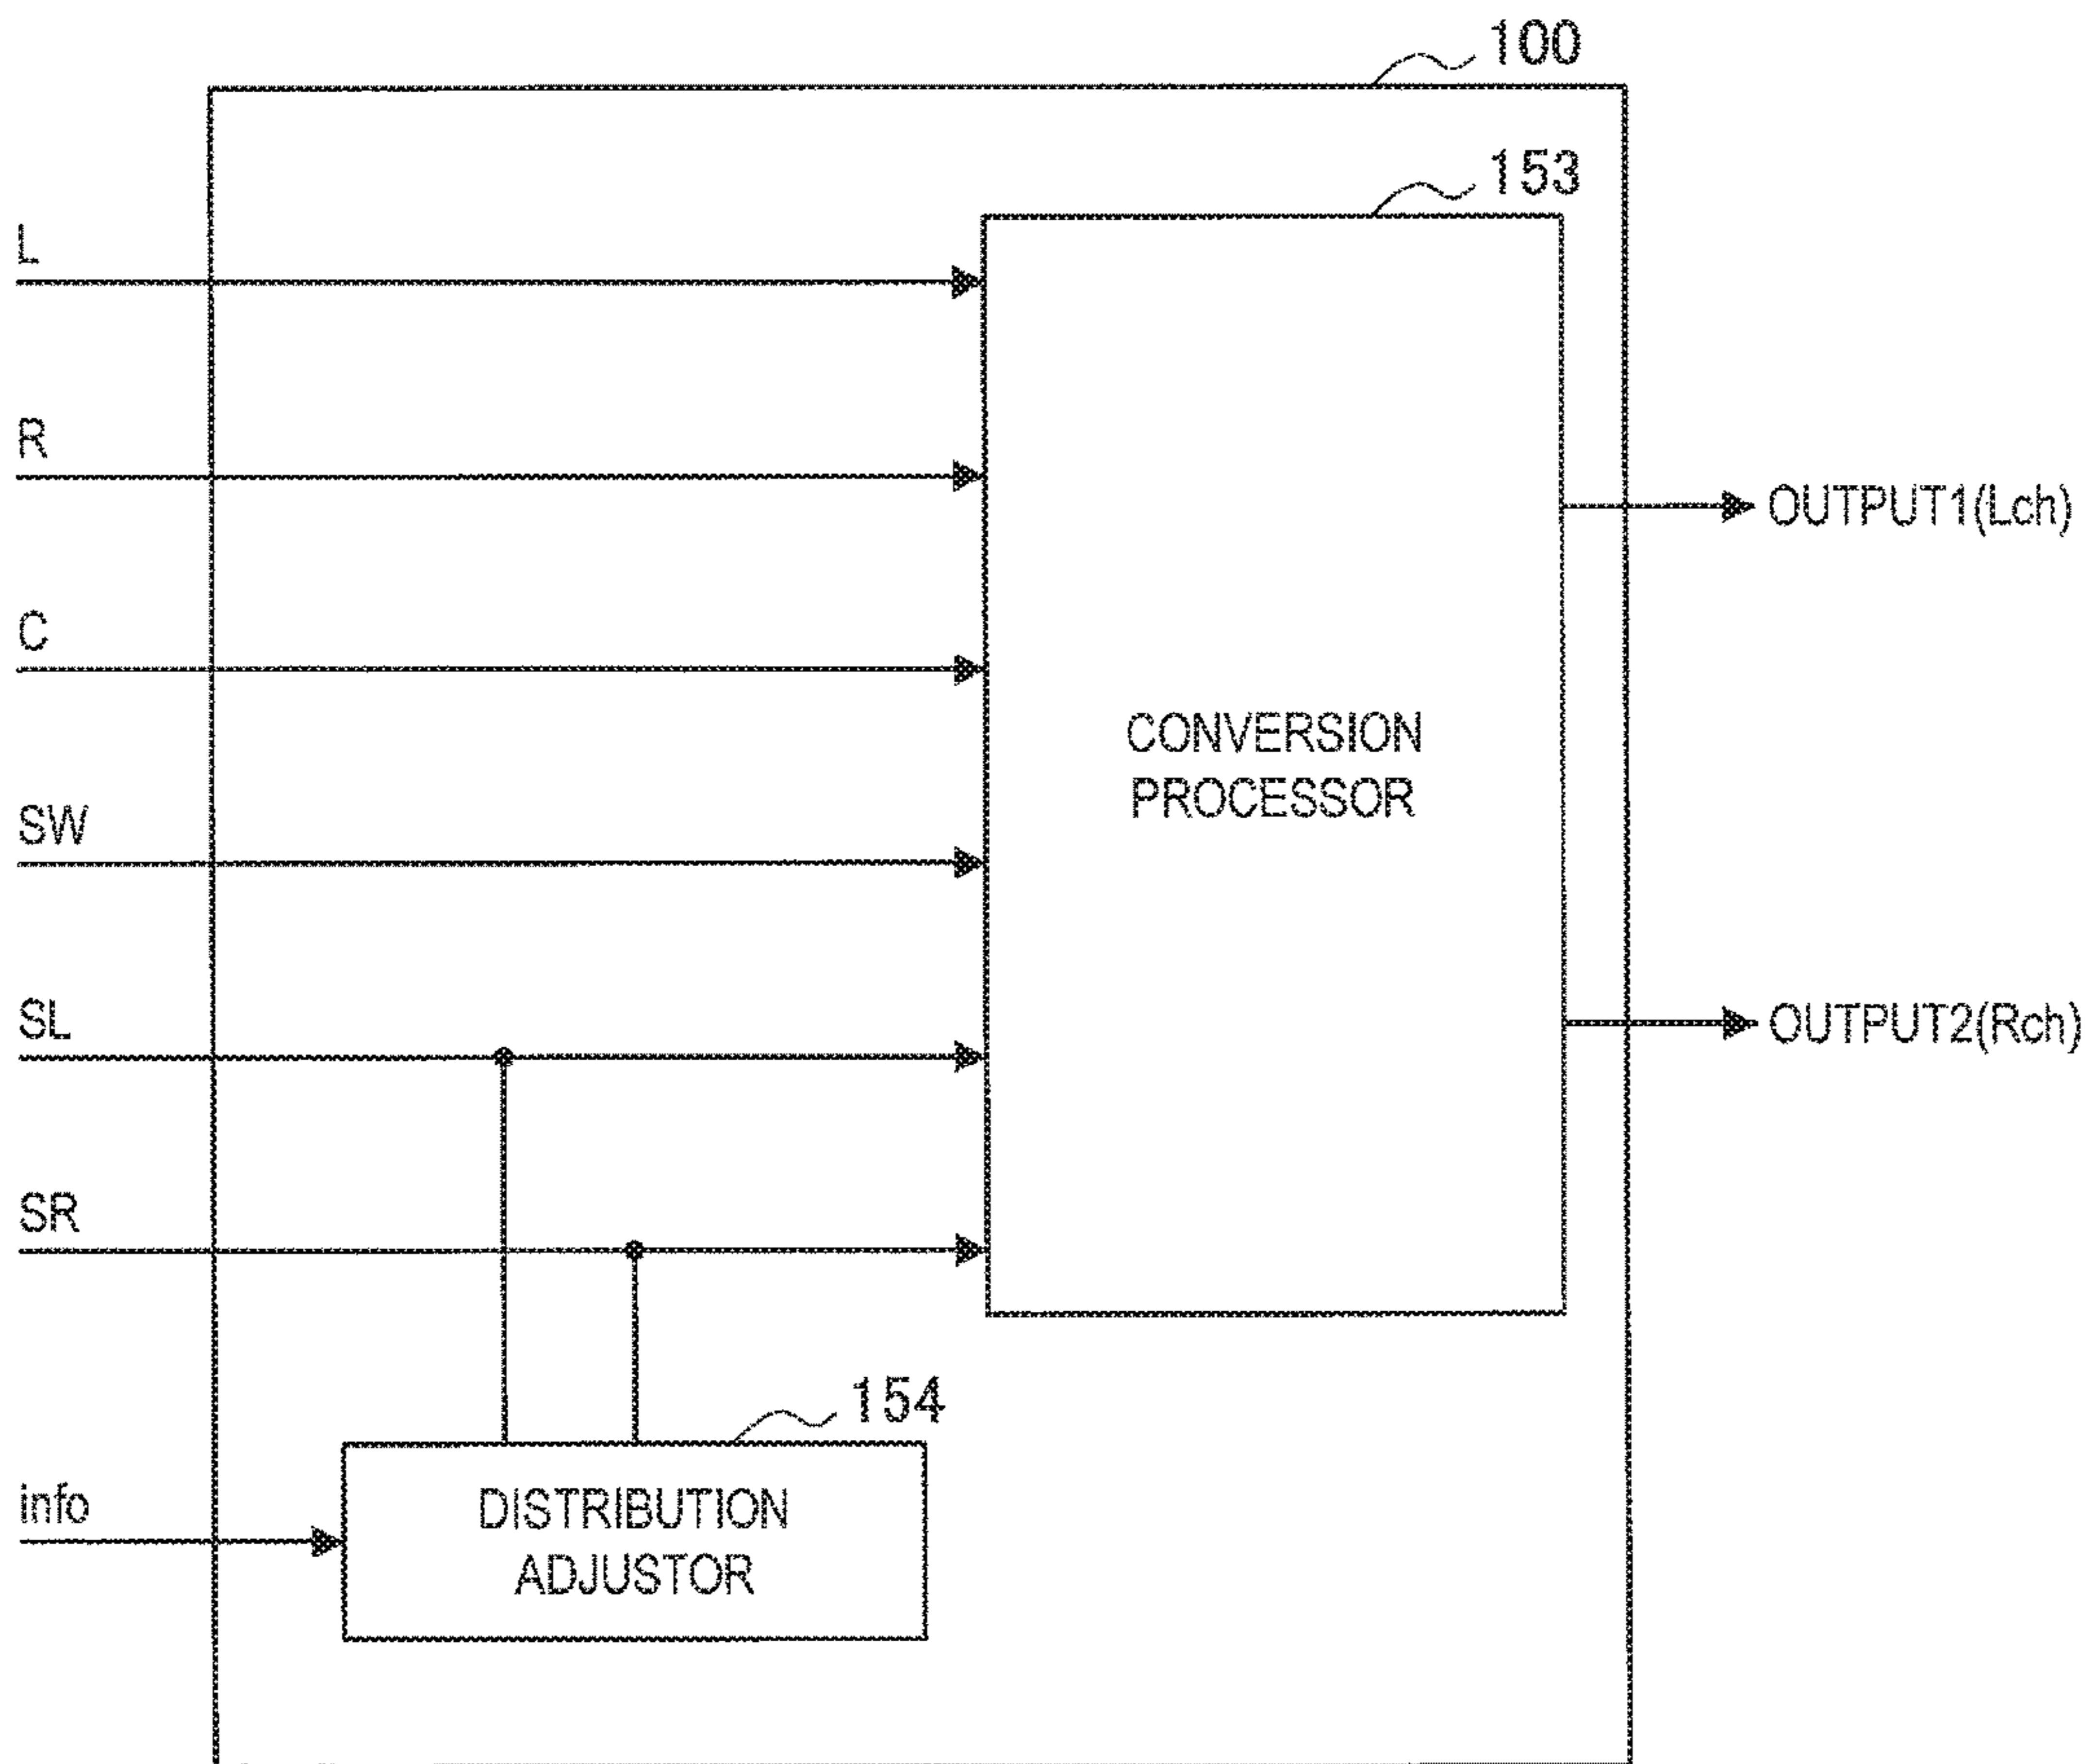 100
153
L
R
OUTPUT1(Lch)
C
CONVERSION
PROCESSOR
SW
SL
OUTPUT2(Rch)
SR
154
info
DISTRIBUTION
ADJUSTOR